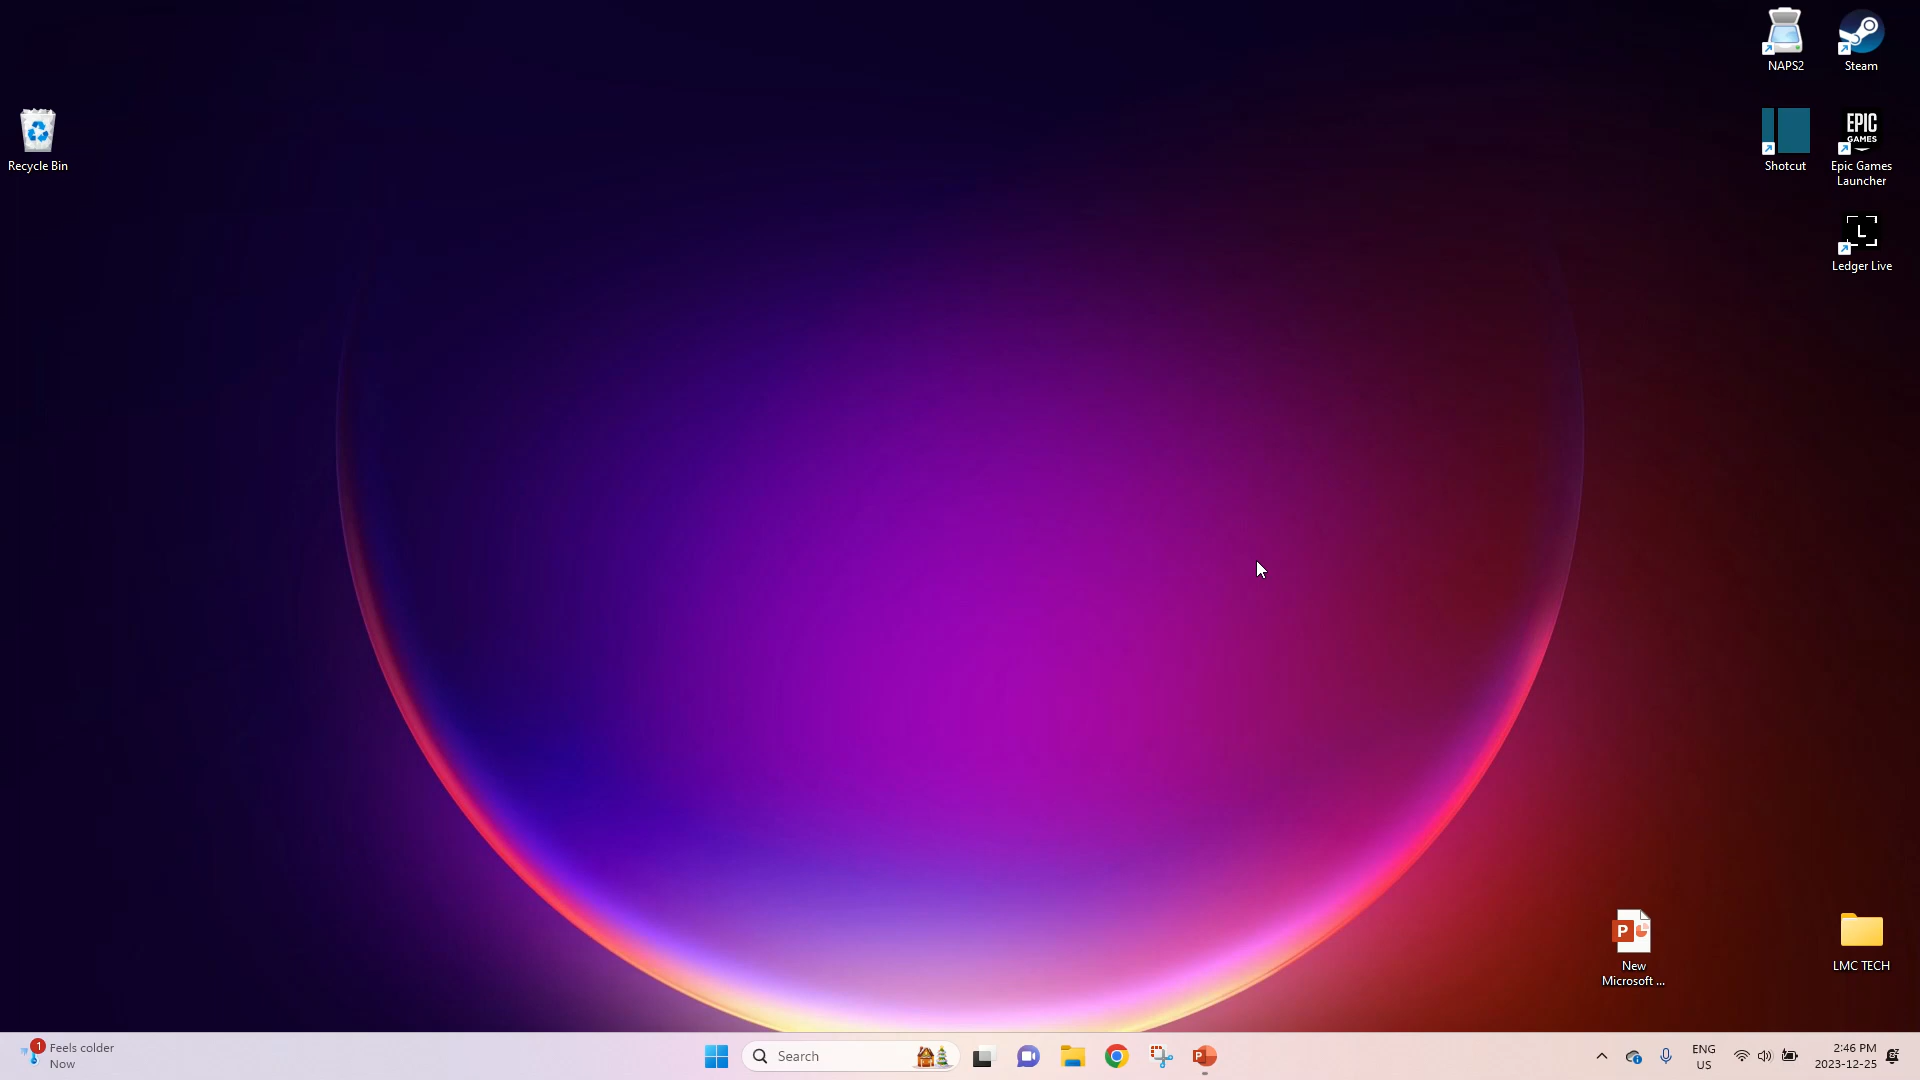 NAPS2
Steam
Recycle Bin
Shotcut
EPIC
GAMES
Epic Games
Launcher
L
Ledger Live
P
New
Microsoft ...
LMC TECH
1
Feels colder
Now
Search
P
ENG
US
2:46 PM
2023-12-25